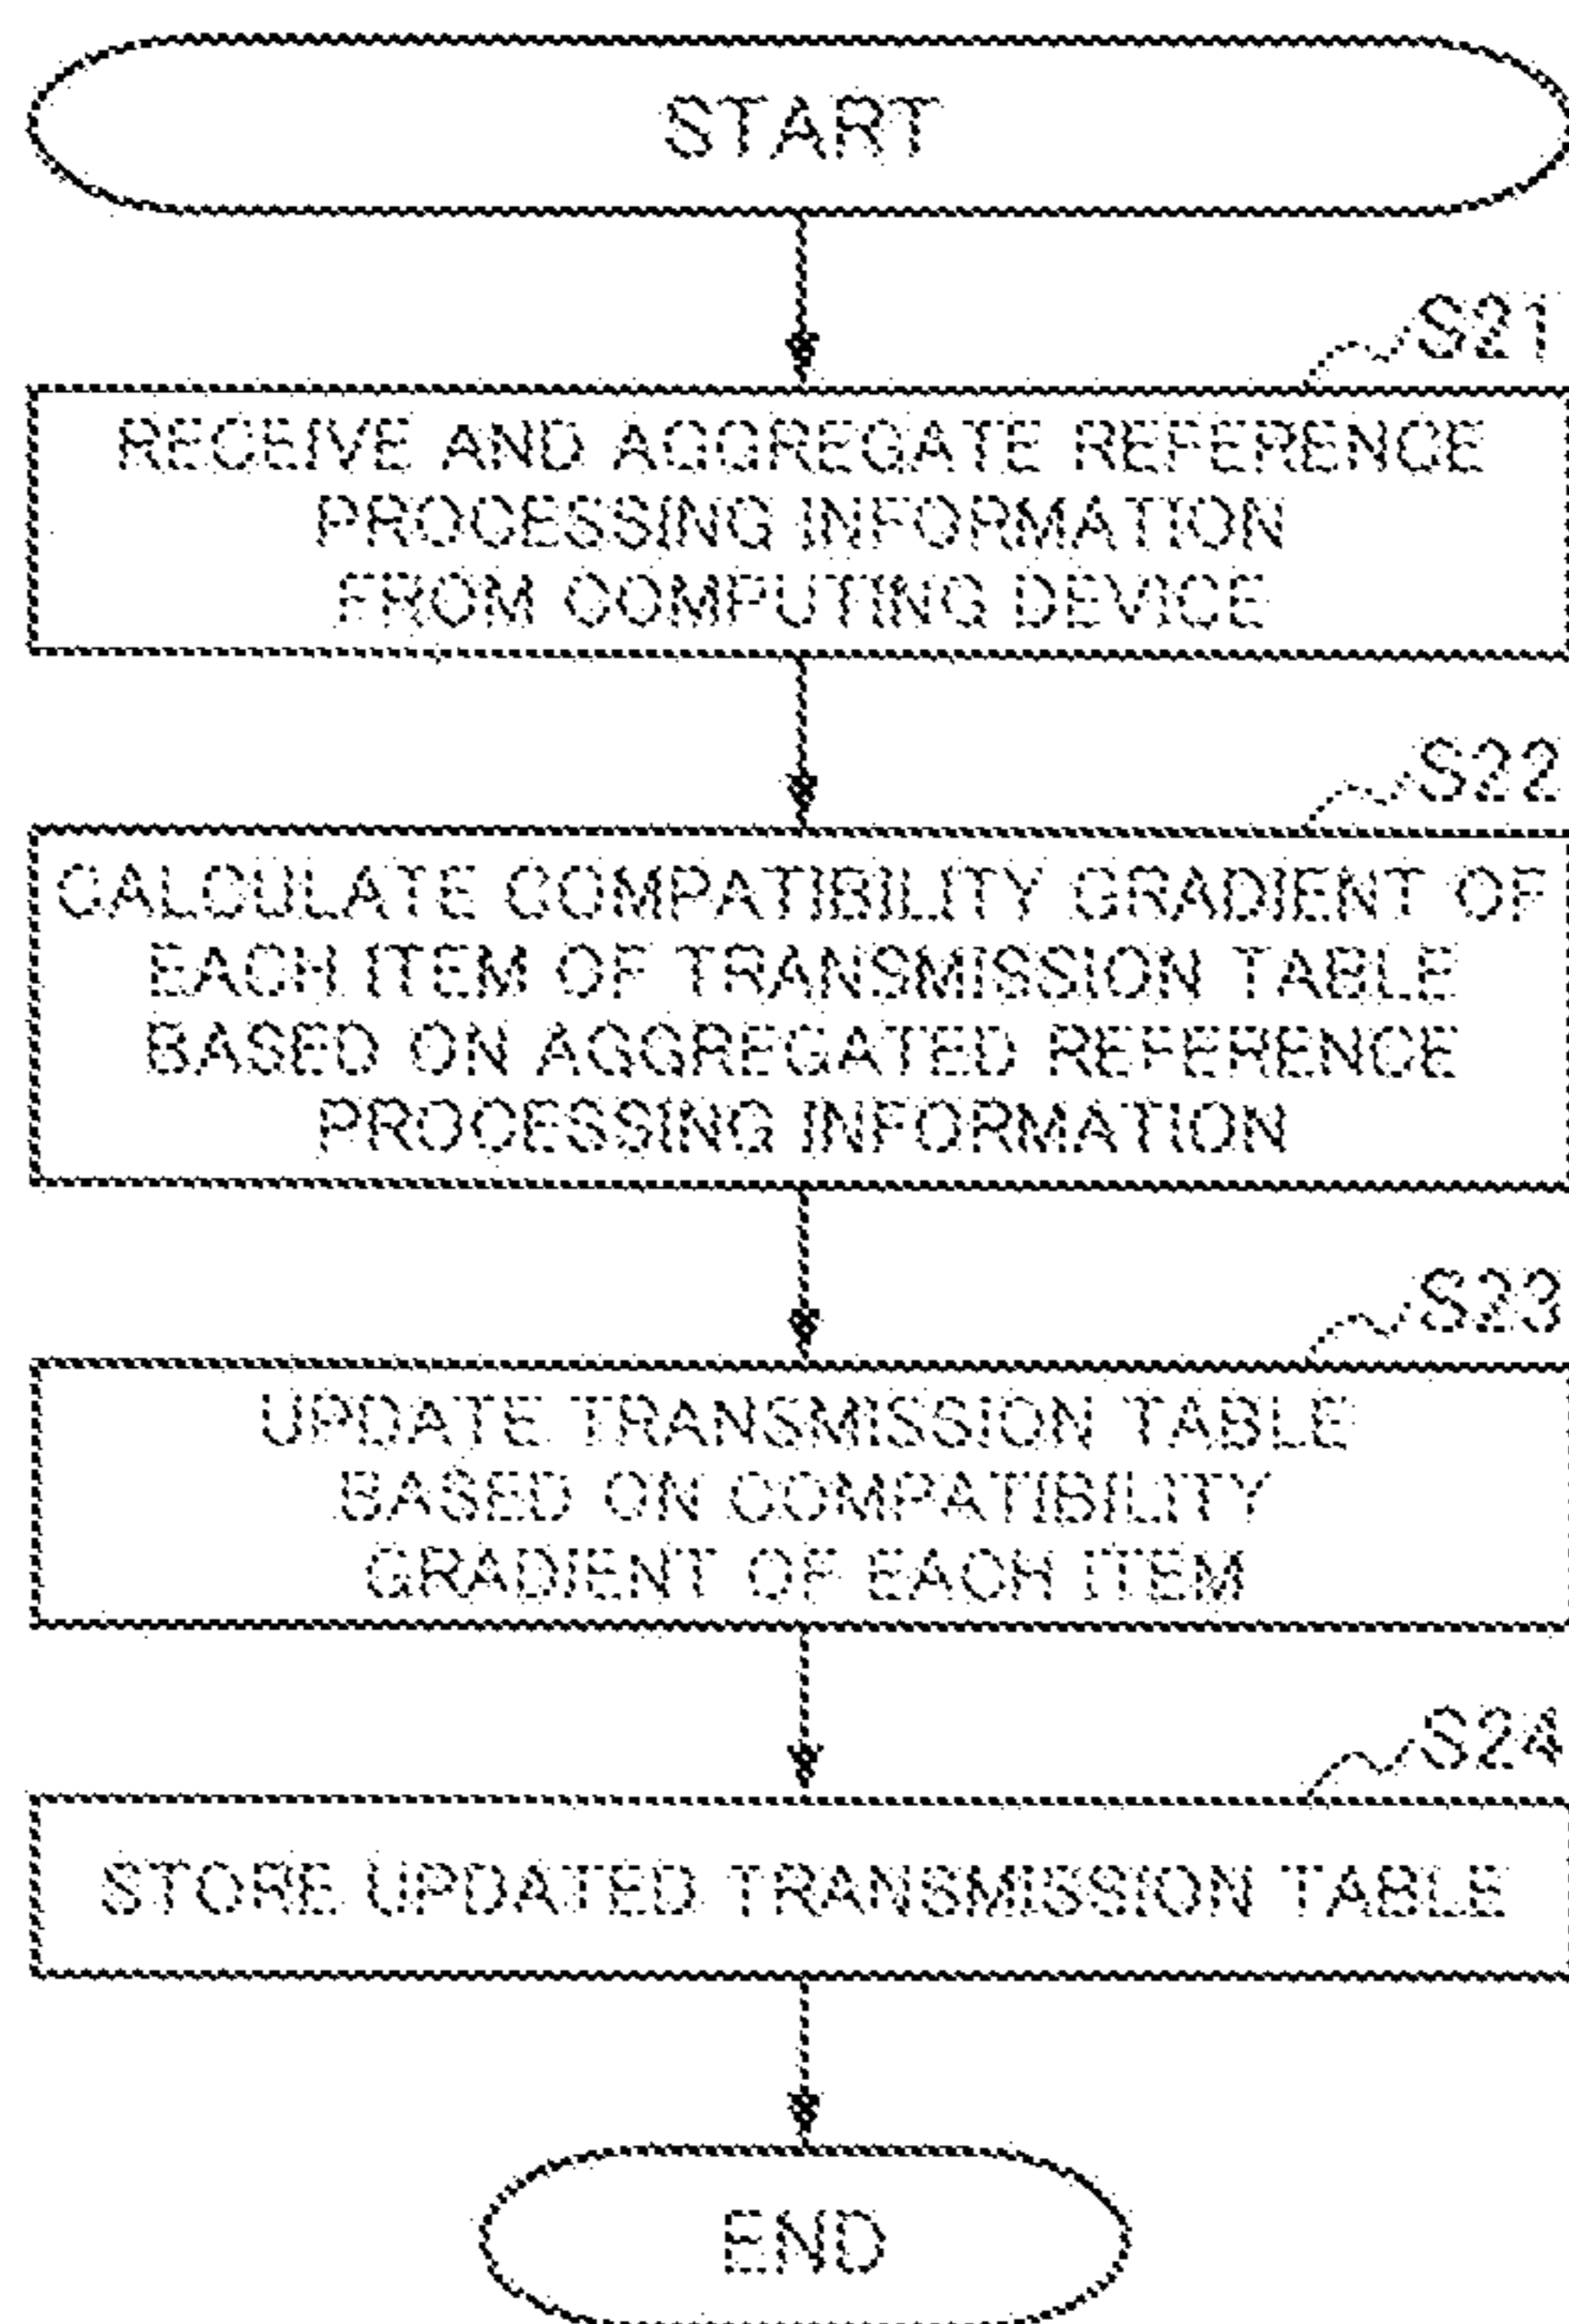 START
S21
RECEIVE AND AGGREGATE REFERENCE
PROCESSING INFORMATION
FROM COMPUTING DEVICE
S22
CALCULATE COMPATIBILITY GRADIENT OF
EACH ITEM OF TRANSMISSION TABLE
BASED ON AGGREGATED REFERENCE
PROCESSING INFORMATION
S23
UPDATE TRANSMISSION TABLE
BASED ON COMPATIBILITY
GRADIENT OF EACH ITEM
S24
STORE UPDATED TRANSMISSION TABLE
END